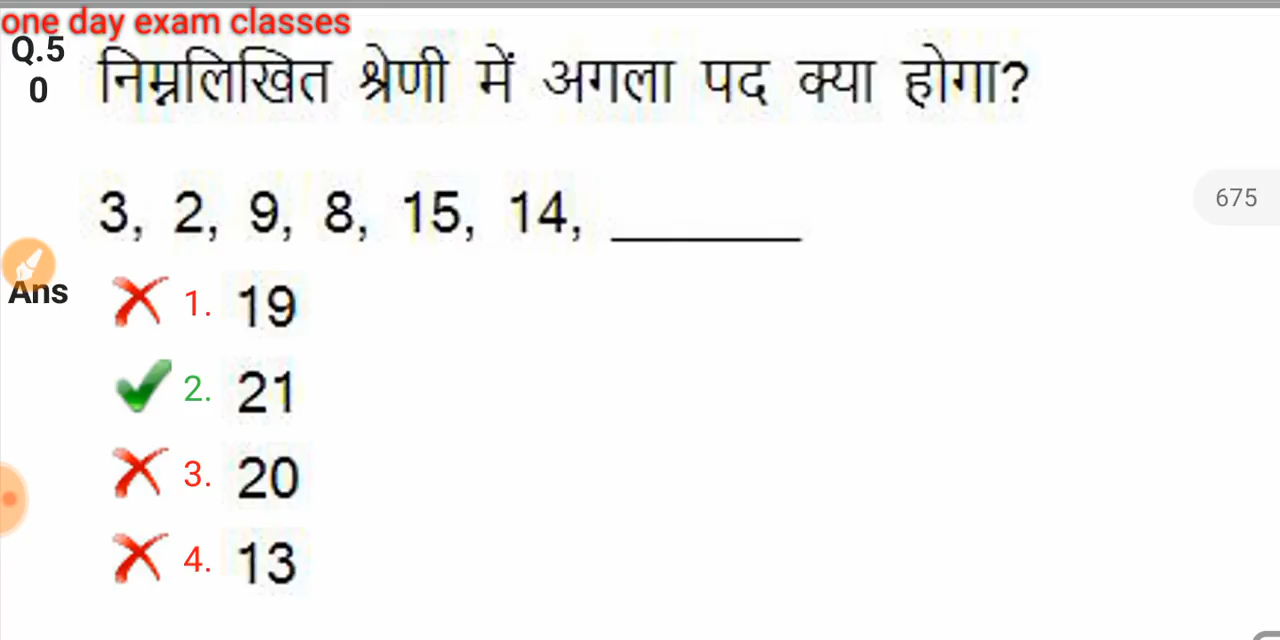 one day exam classes
Q.5
0
निम्नलिखित श्रेणी में अगला पद क्या होगा?
3, 2, 9, 8, 15, 14, _______
675
Ans
1. 19
2. 21
3. 20
4. 13